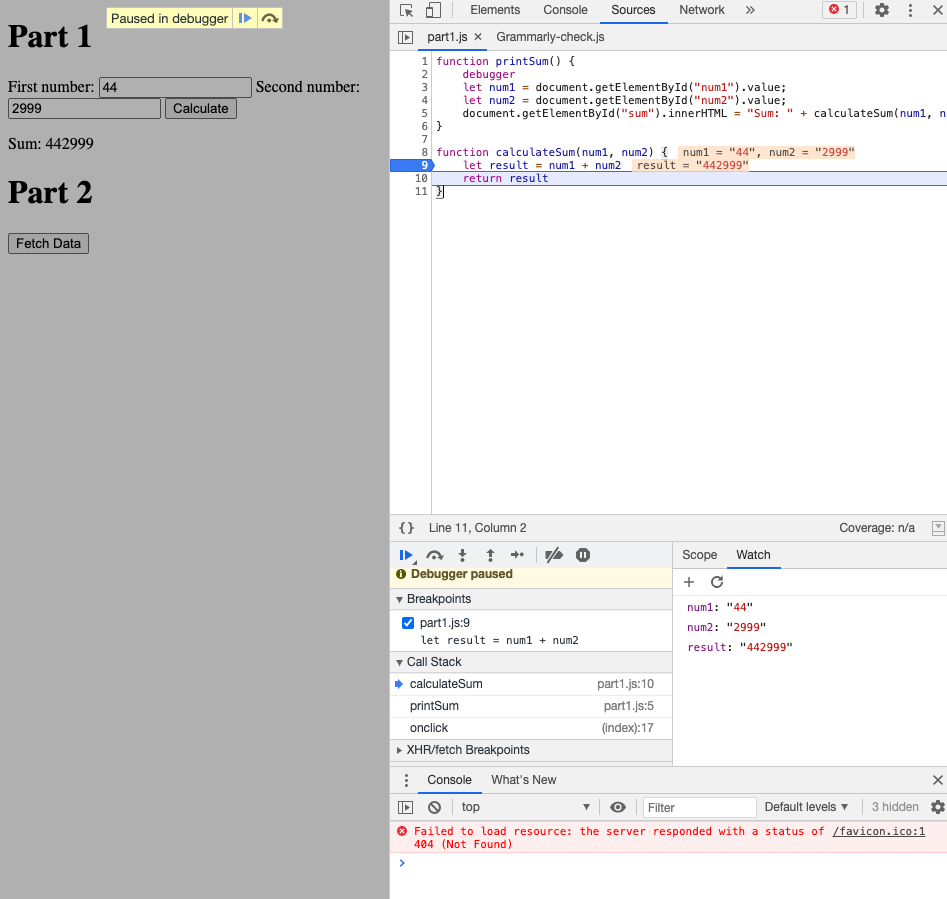 Paused in debugger
Part 1
First number: 44 Second number:
2999 Calculate
Sum: 442999
Part 2
Fetch Data
Elements Console Sources Network » 1
part1.js × Grammarly-check.js
1 function printSum() {
2 debugger
3 let num1 = document.getElementById("num1").value;
4 let num2 = document.getElementById("num2").value;
5 document.getElementById("sum").innerHTML = "Sum: " + calculateSum(num1, n
6 }
7
8 function calculateSum(num1, num2) { num1 = "44", num2 = "2999"
9 let result = num1 + num2 result = "442999"
10 return result
11 }
{} Line 11, Column 2 Coverage: n/a
Debugger paused
Breakpoints
part1.js:9
let result = num1 + num2
Call Stack
calculateSum part1.js:10
printSum part1.js:5
onclick (index):17
XHR/fetch Breakpoints
Scope Watch
num1: "44"
num2: "2999"
result: "442999"
Console What's New
top Filter Default levels 3 hidden
Failed to load resource: the server responded with a status of /favicon.ico:1
404 (Not Found)